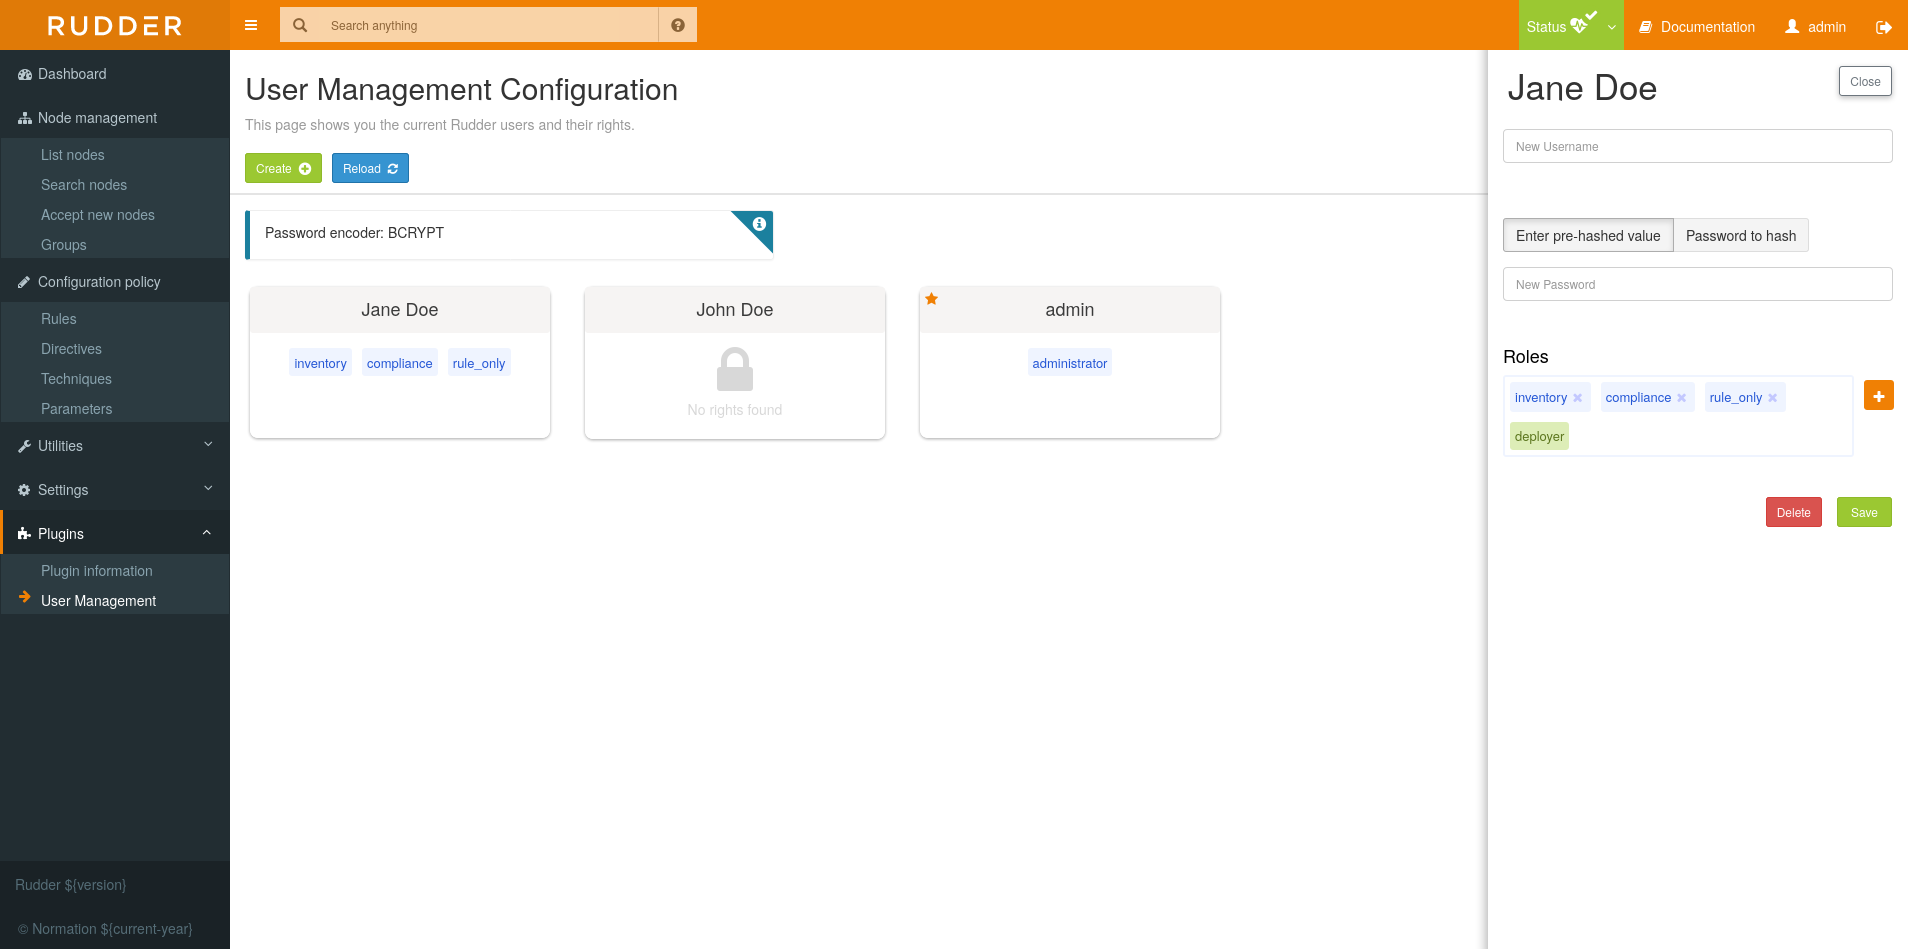 RUDDER
Search anything
Status
Documentation
admin
Dashboard
Node management
List nodes
Search nodes
Accept new nodes
Groups
Configuration policy
Rules
Directives
Techniques
Parameters
Utilities
Settings
Plugins
Plugin information
User Management
Rudder ${version}
© Normation ${current-year}
User Management Configuration
This page shows you the current Rudder users and their rights.
Create
Reload
Password encoder: BCRYPT
Jane Doe
inventory compliance rule_only
John Doe
No rights found
admin
administrator
Jane Doe
Close
New Username
Enter pre-hashed value Password to hash
New Password
Roles
inventory compliance rule_only
deployer
Delete Save